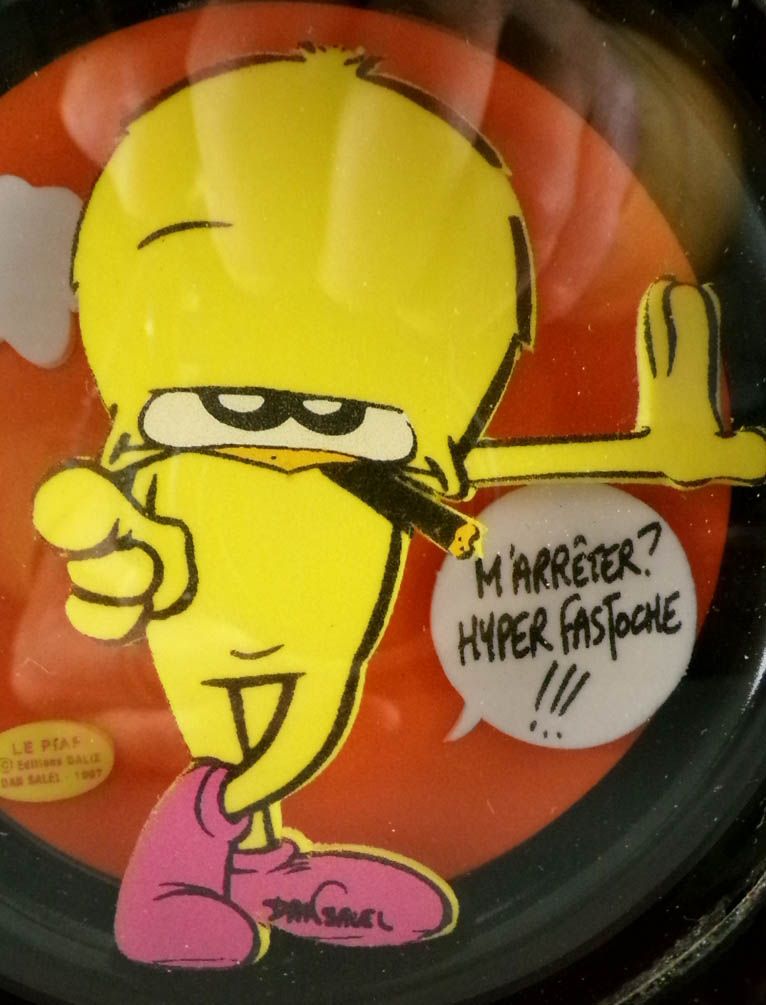 M'ARRÊTER?
HYPER FASTOCHE
!!!
LE PIAF
© Editions DALIX
DAN SALEL - 1987
DAN SALEL